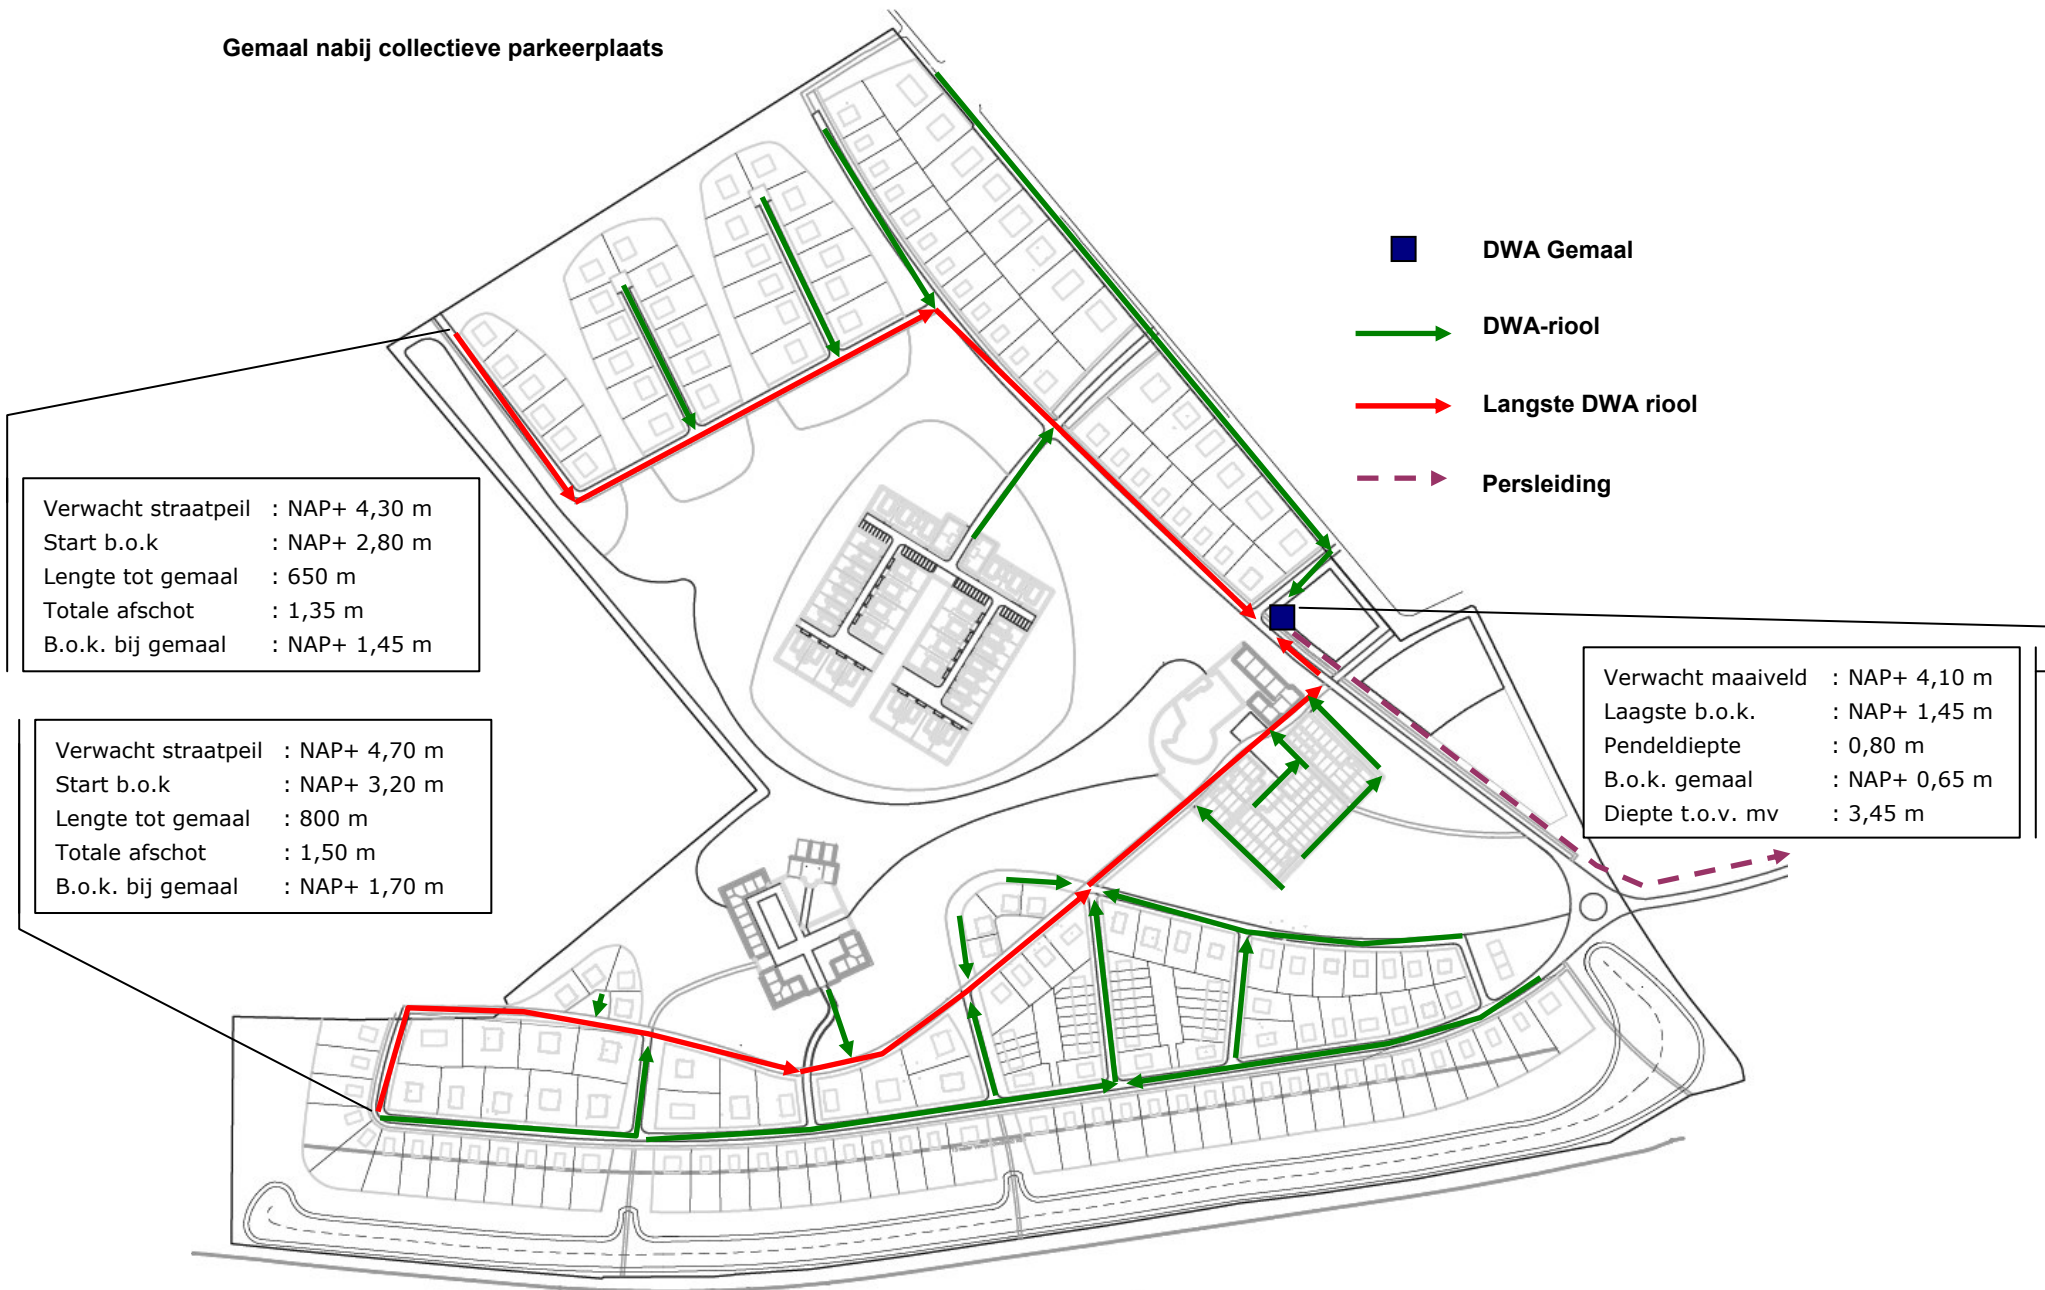 Gemaal nabij collectieve parkeerplaats
DWA Gemaal
DWA-riool
Langste DWA riool
Persleiding
Verwacht straatpeil : NAP+ 4,30 m
Start b.o.k : NAP+ 2,80 m
Lengte tot gemaal : 650 m
Totale afschot : 1,35 m
B.o.k. bij gemaal : NAP+ 1,45 m
Verwacht maaiveld : NAP+ 4,10 m
Laagste b.o.k. : NAP+ 1,45 m
Pendeldiepte : 0,80 m
B.o.k. gemaal : NAP+ 0,65 m
Diepte t.o.v. mv : 3,45 m
Verwacht straatpeil : NAP+ 4,70 m
Start b.o.k : NAP+ 3,20 m
Lengte tot gemaal : 800 m
Totale afschot : 1,50 m
B.o.k. bij gemaal : NAP+ 1,70 m